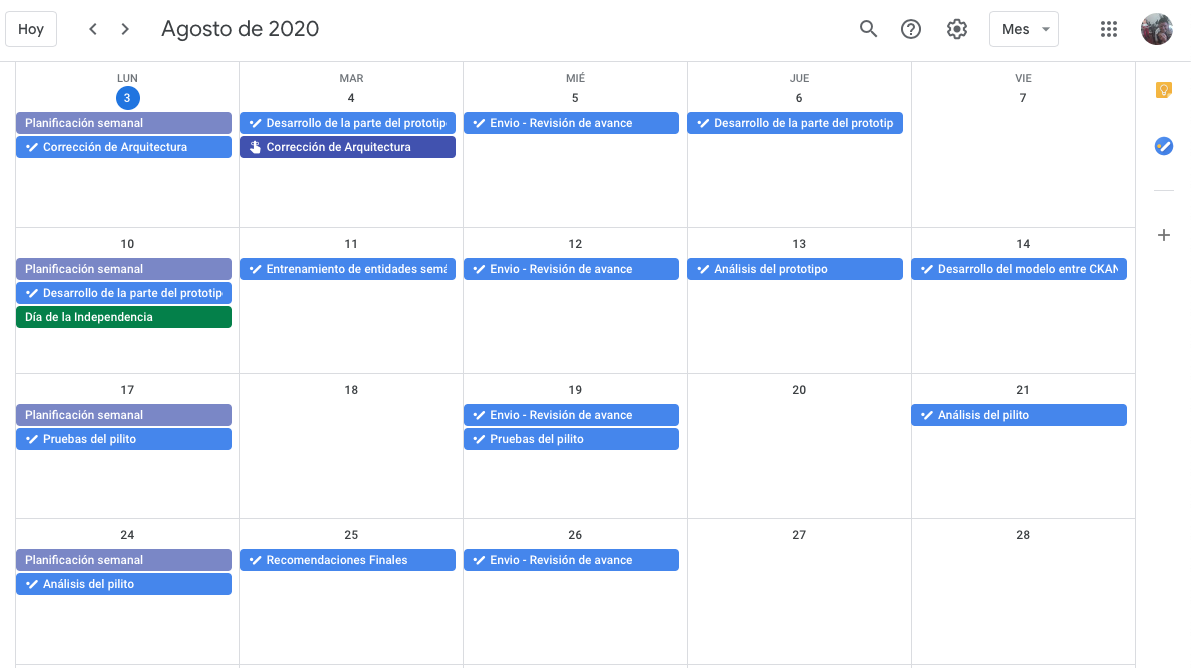 Hoy
Agosto de 2020
Mes
LUN MAR MIÉ JUE VIE
3 4 5 6 7
Planificación semanal
Corrección de Arquitectura
Desarrollo de la parte del prototip
Corrección de Arquitectura
Envio - Revisión de avance
Desarrollo de la parte del prototip
10 11 12 13 14
Planificación semanal
Desarrollo de la parte del prototip
Día de la Independencia
Entrenamiento de entidades semá
Envio - Revisión de avance
Análisis del prototipo
Desarrollo del modelo entre CKAN
17 18 19 20 21
Planificación semanal
Pruebas del pilito
Envio - Revisión de avance
Pruebas del pilito
Análisis del pilito
24 25 26 27 28
Planificación semanal
Análisis del pilito
Recomendaciones Finales
Envio - Revisión de avance